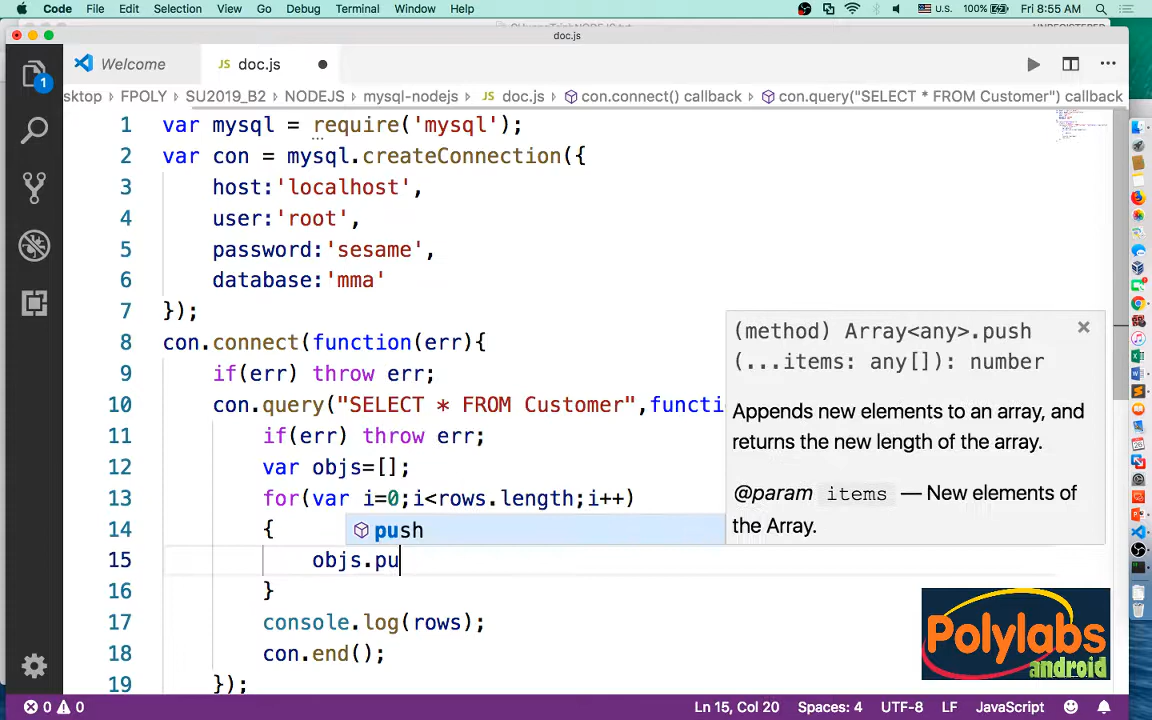 Code File Edit Selection View Go Debug Terminal Window Help 100% U.S. Fri 8:55 AM
doc.js
Welcome JS doc.js
1
sktop › FPOLY › SU2019_B2 › NODEJS › mysql-nodejs › JS doc.js › con.connect() callback › con.query("SELECT * FROM Customer") callback
1 var mysql = require('mysql');
2 var con = mysql.createConnection({
3 host:'localhost',
4 user:'root',
5 password:'sesame',
6 database:'mma'
7 });
8 con.connect(function(err){
9 if(err) throw err;
10 con.query("SELECT * FROM Customer",functi
11 if(err) throw err;
12 var objs=[];
13 for(var i=0;i<rows.length;i++)
14 {
push
15 objs.pu
16 }
17 console.log(rows);
18 con.end();
19 });
(method) Array<any>.push
(...items: any[]): number
Appends new elements to an array, and
returns the new length of the array.
@param items — New elements of
the Array.
Polylabs
android
0 0 Ln 15, Col 20 Spaces: 4 UTF-8 LF JavaScript